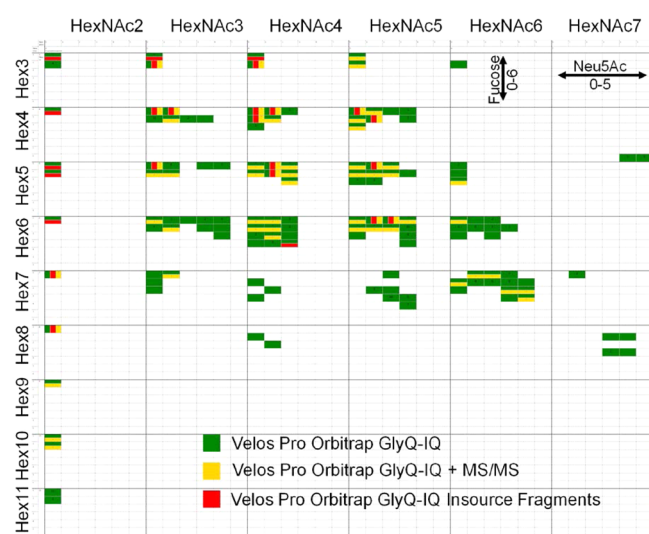 HexNAc2 HexNAc3 HexNAc4 HexNAc5 HexNAc6 HexNAc7
Hex3
Fucose
0-6
Neu5Ac
0-5
Hex4
Hex5
Hex6
Hex7
Hex8
Hex9
Hex10
Hex11
Velos Pro Orbitrap GlyQ-IQ
Velos Pro Orbitrap GlyQ-IQ + MS/MS
Velos Pro Orbitrap GlyQ-IQ Insource Fragments